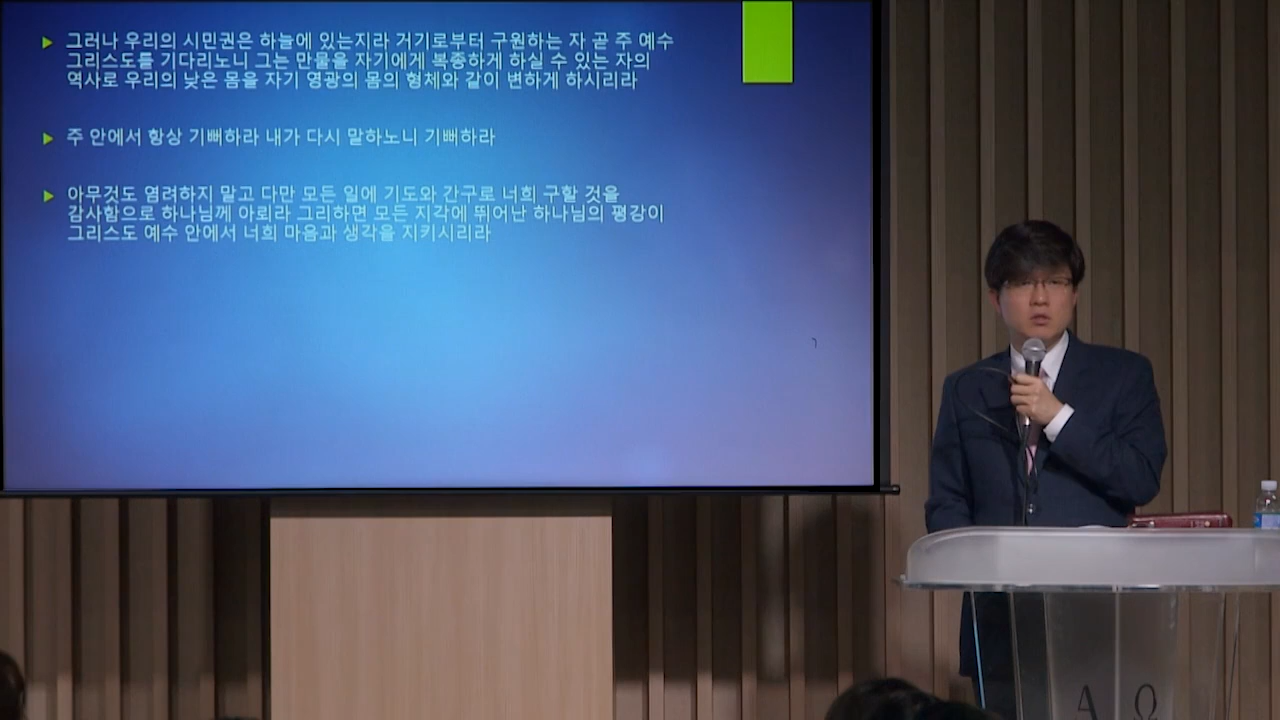 그러나 우리의 시민권은 하늘에 있는지라 거기로부터 구원하는 자 곧 주 예수
그리스도를 기다리노니 그는 만물을 자기에게 복종하게 하실 수 있는 자의
역사로 우리의 낮은 몸을 자기 영광의 몸의 형체와 같이 변하게 하시리라
주 안에서 항상 기뻐하라 내가 다시 말하노니 기뻐하라
아무것도 염려하지 말고 다만 모든 일에 기도와 간구로 너희 구할 것을
감사함으로 하나님께 아뢰라 그리하면 모든 지각에 뛰어난 하나님의 평강이
그리스도 예수 안에서 너희 마음과 생각을 지키시리라